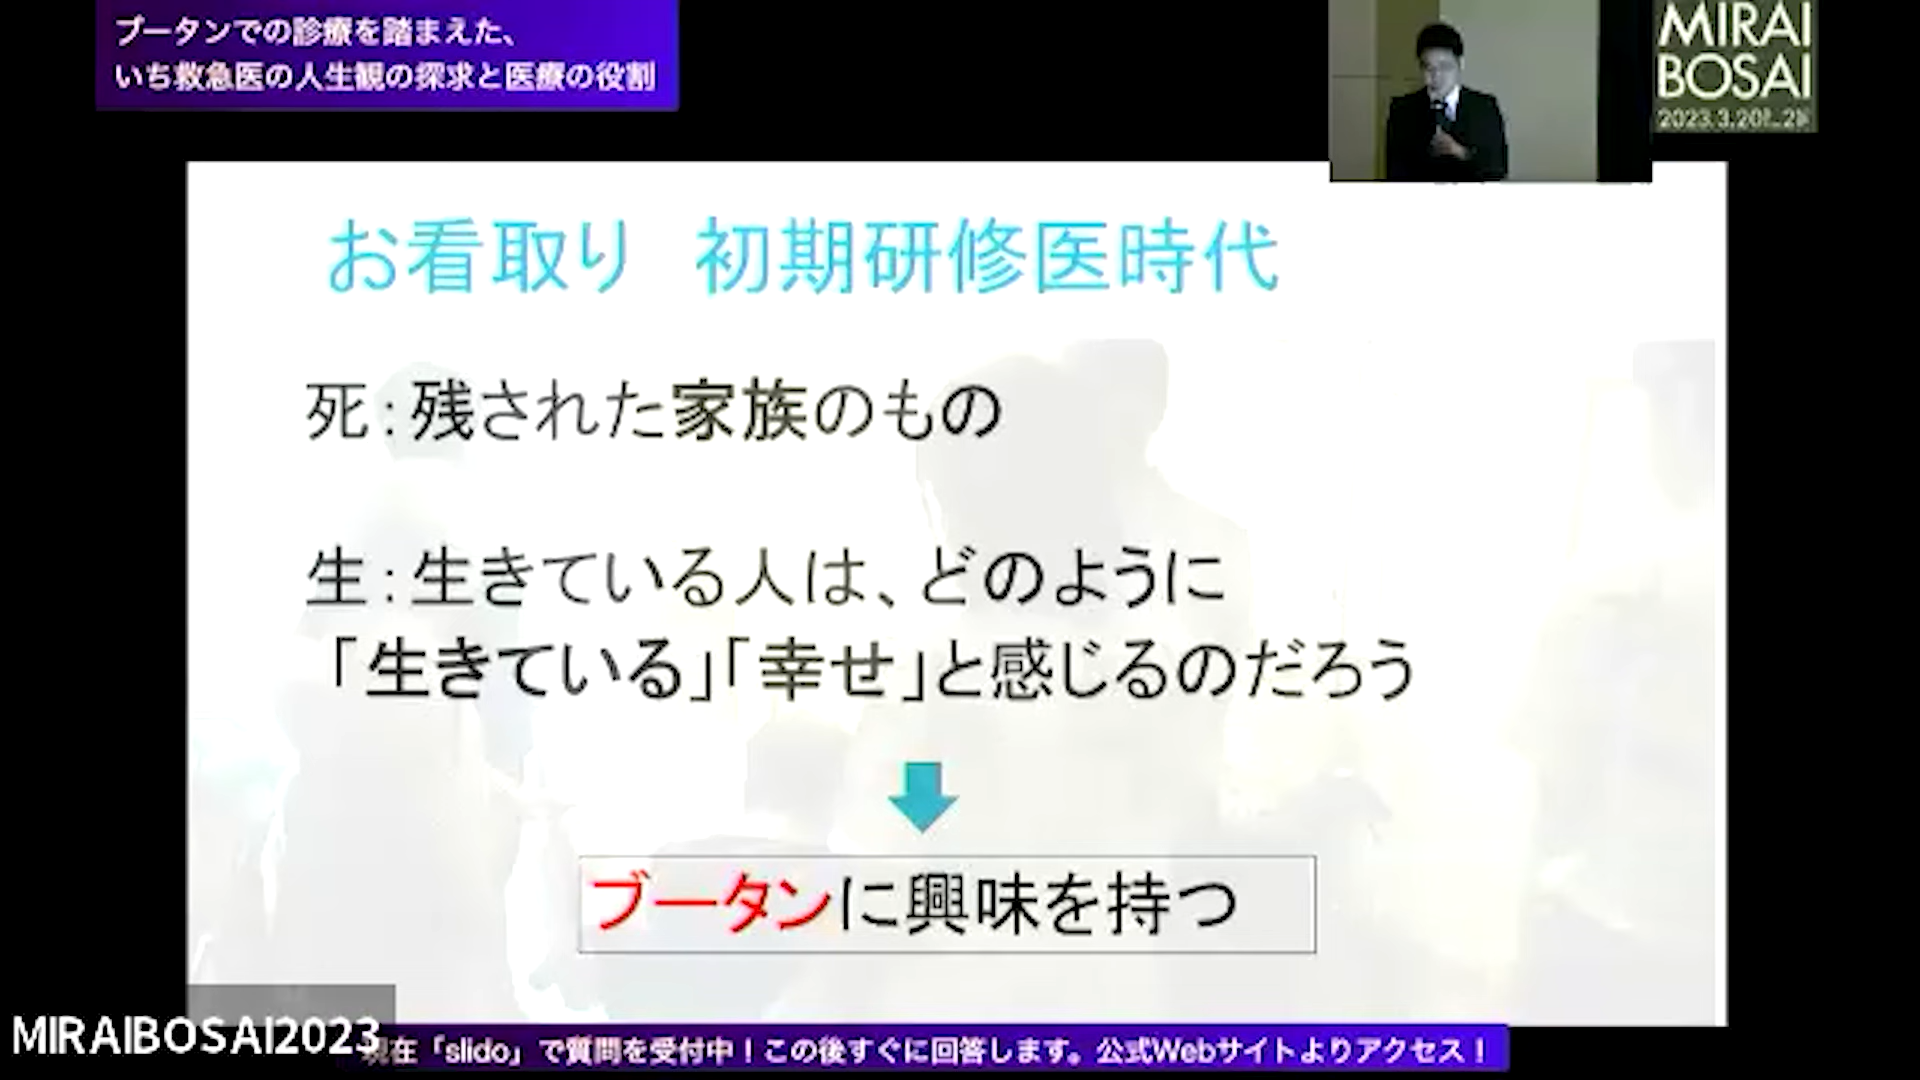 ブータンでの診療を踏まえた、
いち救急医の人生観の探求と医療の役割
MIRAI
BOSAI
お看取り　初期研修医時代
死：残された家族のもの
生：生きている人は、どのように
「生きている」「幸せ」と感じるのだろう
ブータンに興味を持つ
MIRAIBOSAI2023
現在「slido」で質問を受付中！この後すぐに回答します。公式Webサイトよりアクセス！